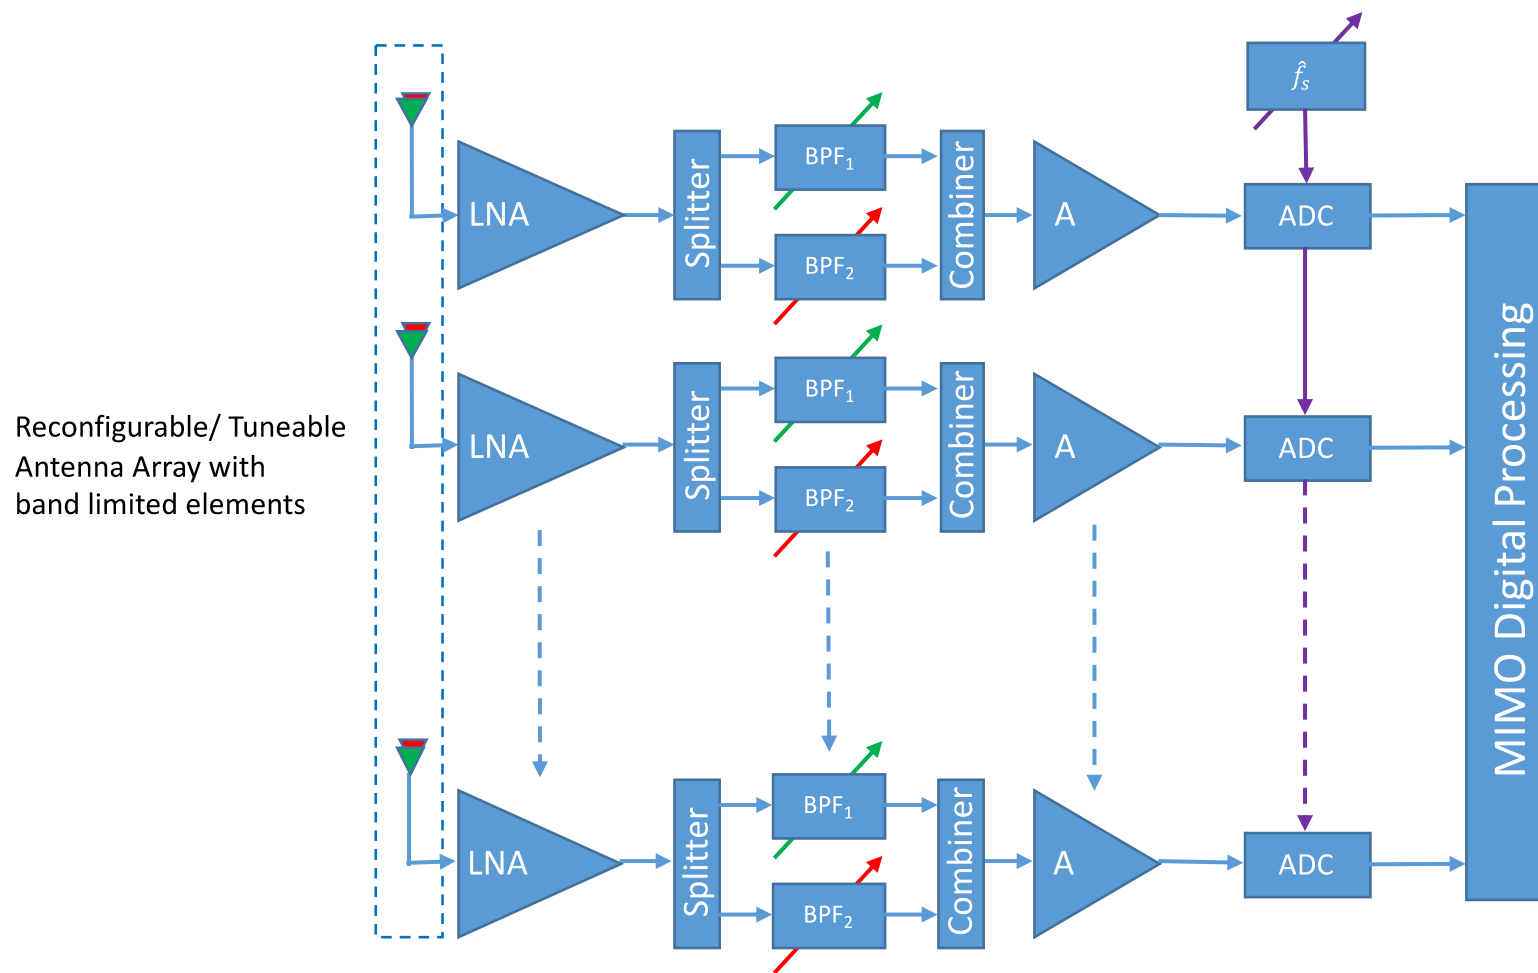 f̂ₛ
LNA
Splitter
BPF₁
BPF₂
Combiner
A
ADC
LNA
Splitter
BPF₁
BPF₂
Combiner
A
ADC
Reconfigurable/ Tuneable
Antenna Array with
band limited elements
LNA
Splitter
BPF₁
BPF₂
Combiner
A
ADC
MIMO Digital Processing